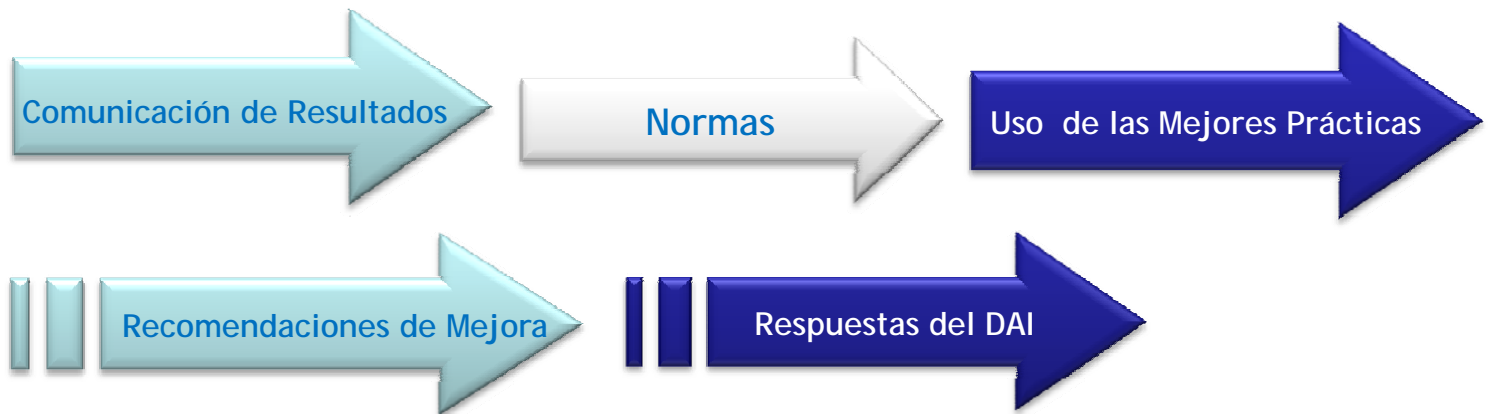 Comunicación de Resultados
Normas
Uso de las Mejores Prácticas
Recomendaciones de Mejora
Respuestas del DAI